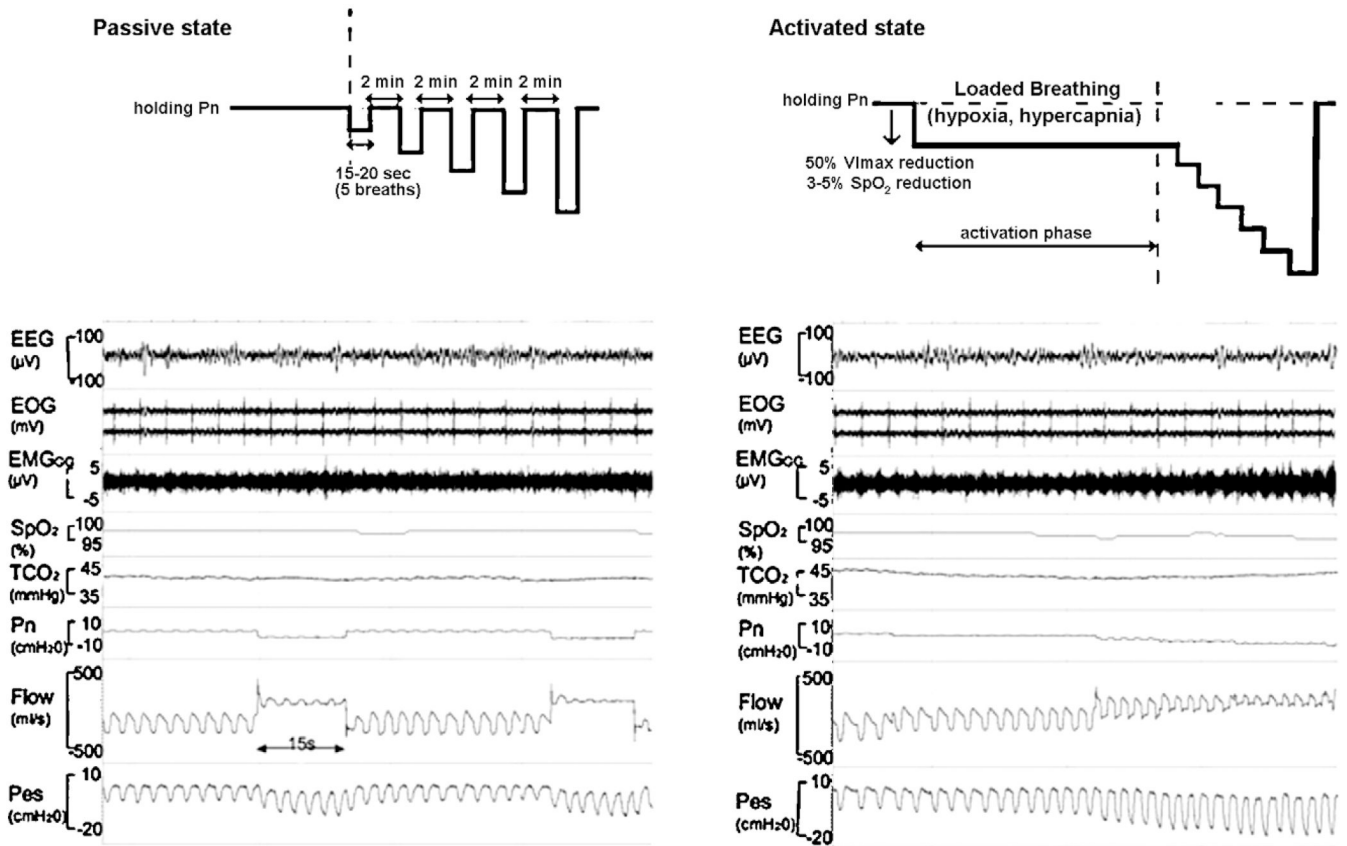 Passive state
2 min 2 min 2 min 2 min
holding Pn
15-20 sec
(5 breaths)
EEG
(µV)
100
100
EOG
(mV)
EMGGG
(µV)
5
-5
SpO₂
(%)
100
95
TCO₂
(mmHg)
45
35
Pn
(cmH₂0)
10
-10
Flow
(ml/s)
500
-500
15s
Pes
(cmH₂0)
10
-20
Activated state
holding Pn
Loaded Breathing
(hypoxia, hypercapnia)
50% VImax reduction
3-5% SpO₂ reduction
activation phase
EEG
(µV)
100
-100
EOG
(mV)
EMGGG
(µV)
5
-5
SpO₂
(%)
100
95
TCO₂
(mmHg)
45
35
Pn
(cmH₂0)
10
-10
Flow
(ml/s)
500
-500
Pes
(cmH₂0)
10
-20